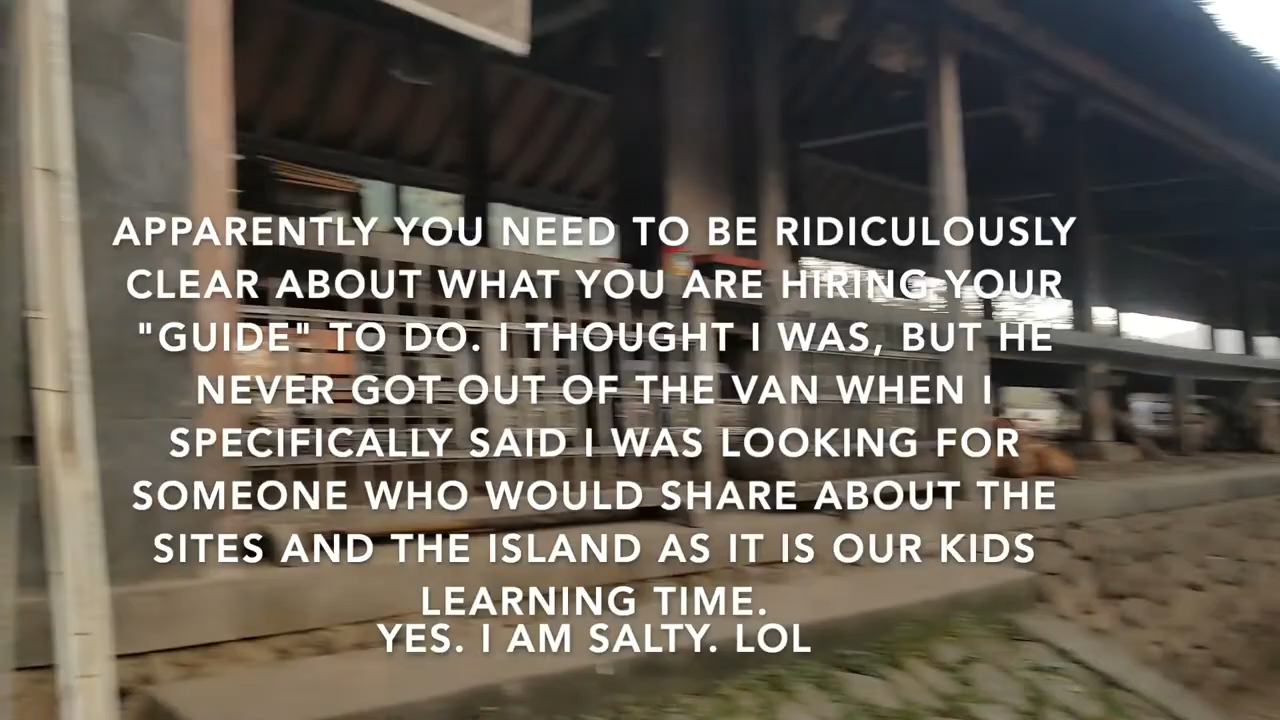 APPARENTLY YOU NEED TO BE RIDICULOUSLY
CLEAR ABOUT WHAT YOU ARE HIRING YOUR
"GUIDE" TO DO. I THOUGHT I WAS, BUT HE
NEVER GOT OUT OF THE VAN WHEN I
SPECIFICALLY SAID I WAS LOOKING FOR
SOMEONE WHO WOULD SHARE ABOUT THE
SITES AND THE ISLAND AS IT IS OUR KIDS
LEARNING TIME.
YES. I AM SALTY. LOL